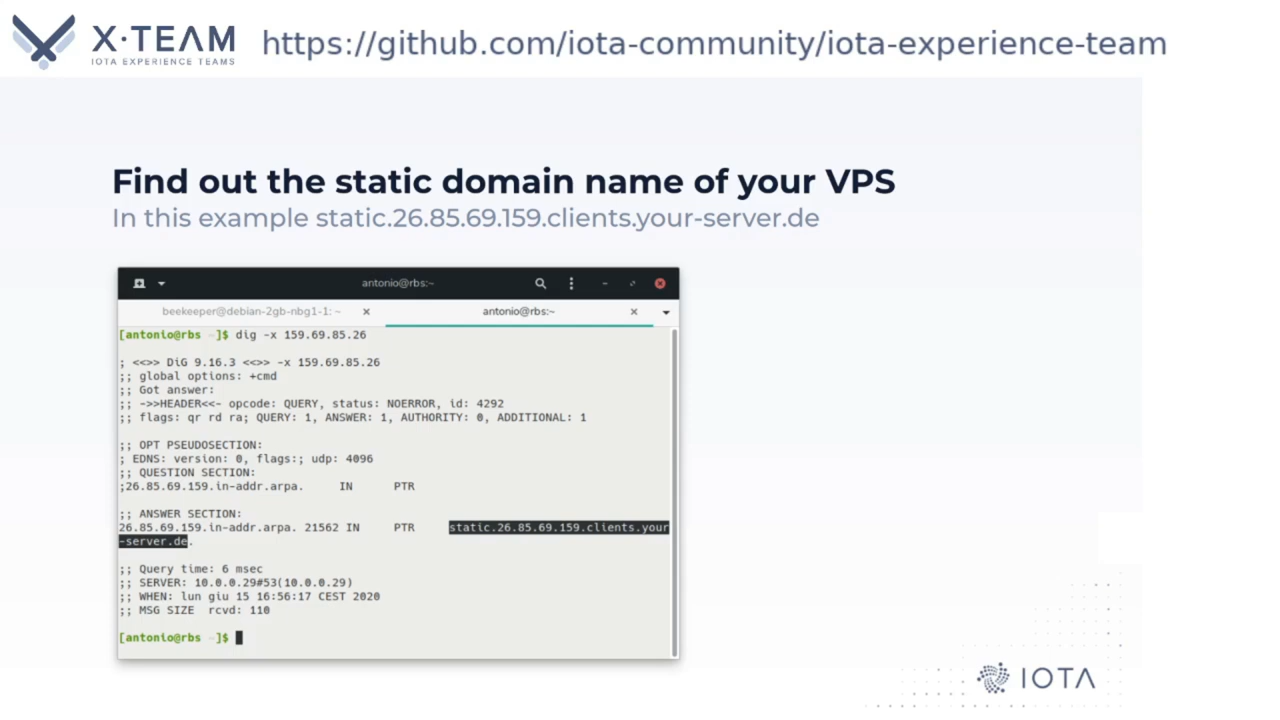 X·TEAM
IOTA EXPERIENCE TEAMS
https://github.com/iota-community/iota-experience-team
Find out the static domain name of your VPS
In this example static.26.85.69.159.clients.your-server.de
antonio@rbs:~
beekeeper@debian-2gb-nbg1-1: ~
antonio@rbs:~
[antonio@rbs ~]$ dig -x 159.69.85.26
; <<>> DiG 9.16.3 <<>> -x 159.69.85.26
;; global options: +cmd
;; Got answer:
;; ->>HEADER<<- opcode: QUERY, status: NOERROR, id: 4292
;; flags: qr rd ra; QUERY: 1, ANSWER: 1, AUTHORITY: 0, ADDITIONAL: 1
;; OPT PSEUDOSECTION:
; EDNS: version: 0, flags:; udp: 4096
;; QUESTION SECTION:
;26.85.69.159.in-addr.arpa. IN PTR
;; ANSWER SECTION:
26.85.69.159.in-addr.arpa. 21562 IN PTR static.26.85.69.159.clients.your
-server.de.
;; Query time: 6 msec
;; SERVER: 10.0.0.29#53(10.0.0.29)
;; WHEN: lun giu 15 16:56:17 CEST 2020
;; MSG SIZE rcvd: 110
[antonio@rbs ~]$
IOTA